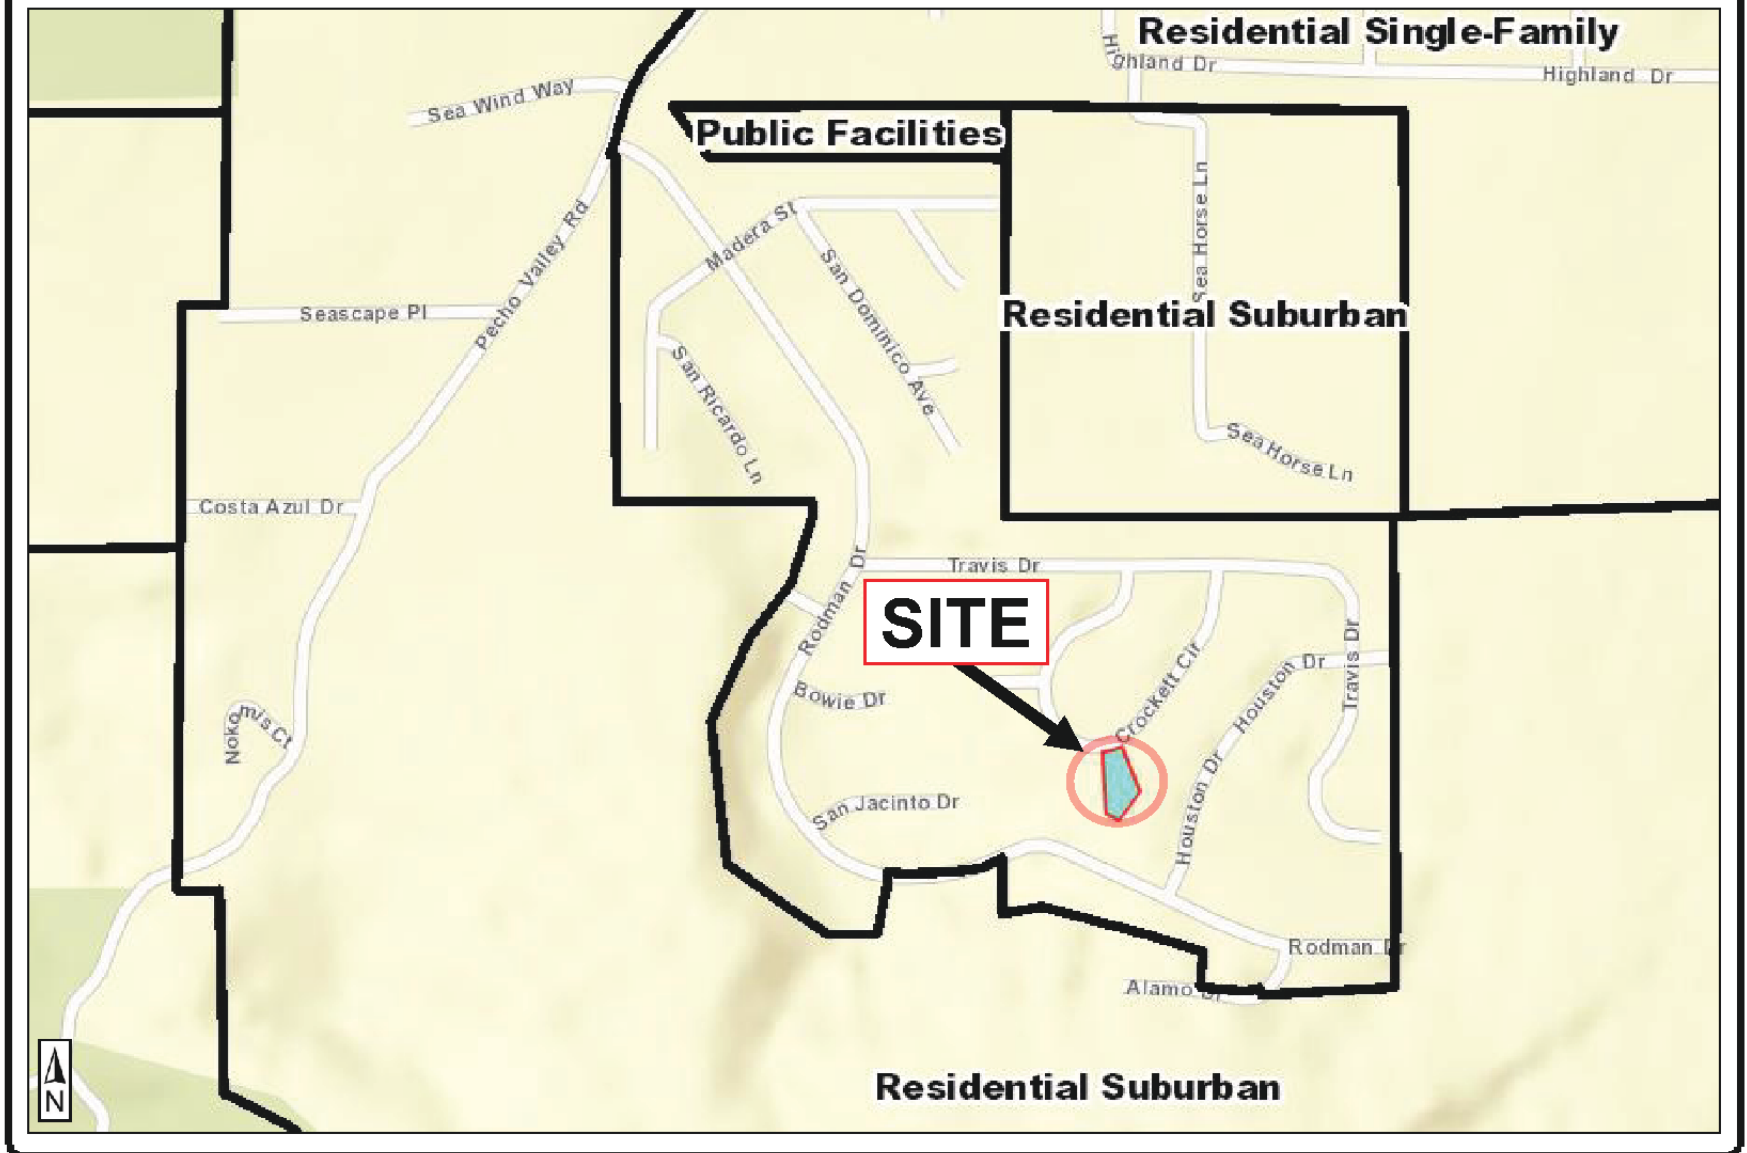 Residential Single-Family
Highland Dr
Highland Dr
Sea Wind Way
Public Facilities
Sea Horse Ln
Madera St
Pecho Valley Rd
San Dominico Ave
Seascape Pl
Residential Suburban
San Ricardo Ln
Sea Horse Ln
Costa Azul Dr
Rodman Dr
Travis Dr
SITE
Crockett Cir
Houston Dr
Travis Dr
Bowie Dr
Nokomis Ct
Houston Dr
San Jacinto Dr
Rodman Dr
Alamo Dr
N
Residential Suburban